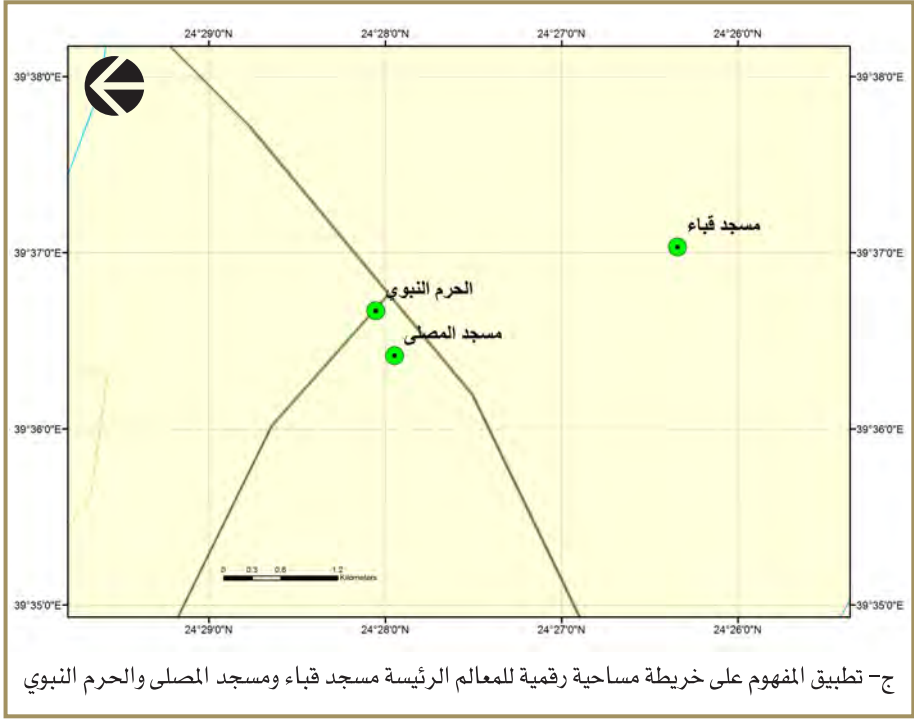 24°29'0"N 24°28'0"N 24°27'0"N 24°26'0"N
39°38'0"E 39°38'0"E
مسجد قباء
39°37'0"E 39°37'0"E
الحرم النبوي
مسجد المصلى
39°36'0"E 39°36'0"E
0 0.3 0.6 1.2
Kilometers
39°35'0"E 39°35'0"E
24°29'0"N 24°28'0"N 24°27'0"N 24°26'0"N
ج- تطبيق المفهوم على خريطة مساحية رقمية للمعالم الرئيسة مسجد قباء ومسجد المصلى والحرم النبوي